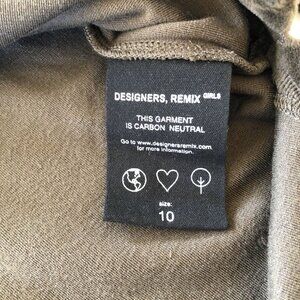 DESIGNERS, REMIX GIRLS
THIS GARMENT
IS CARBON NEUTRAL
Go to www.designersremix.com
for more information.
size:
10